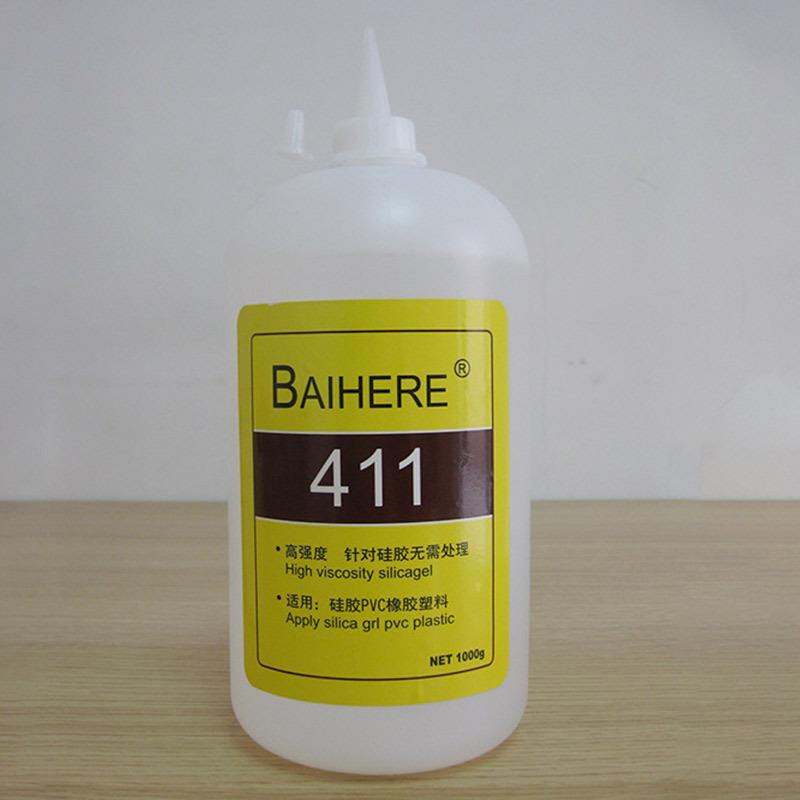 BAIHERE®
411
•高强度 针对硅胶无需处理
High viscosity silicagel
•适用：硅胶PVC橡胶塑料
Apply silica grl pvc plastic
NET 1000g